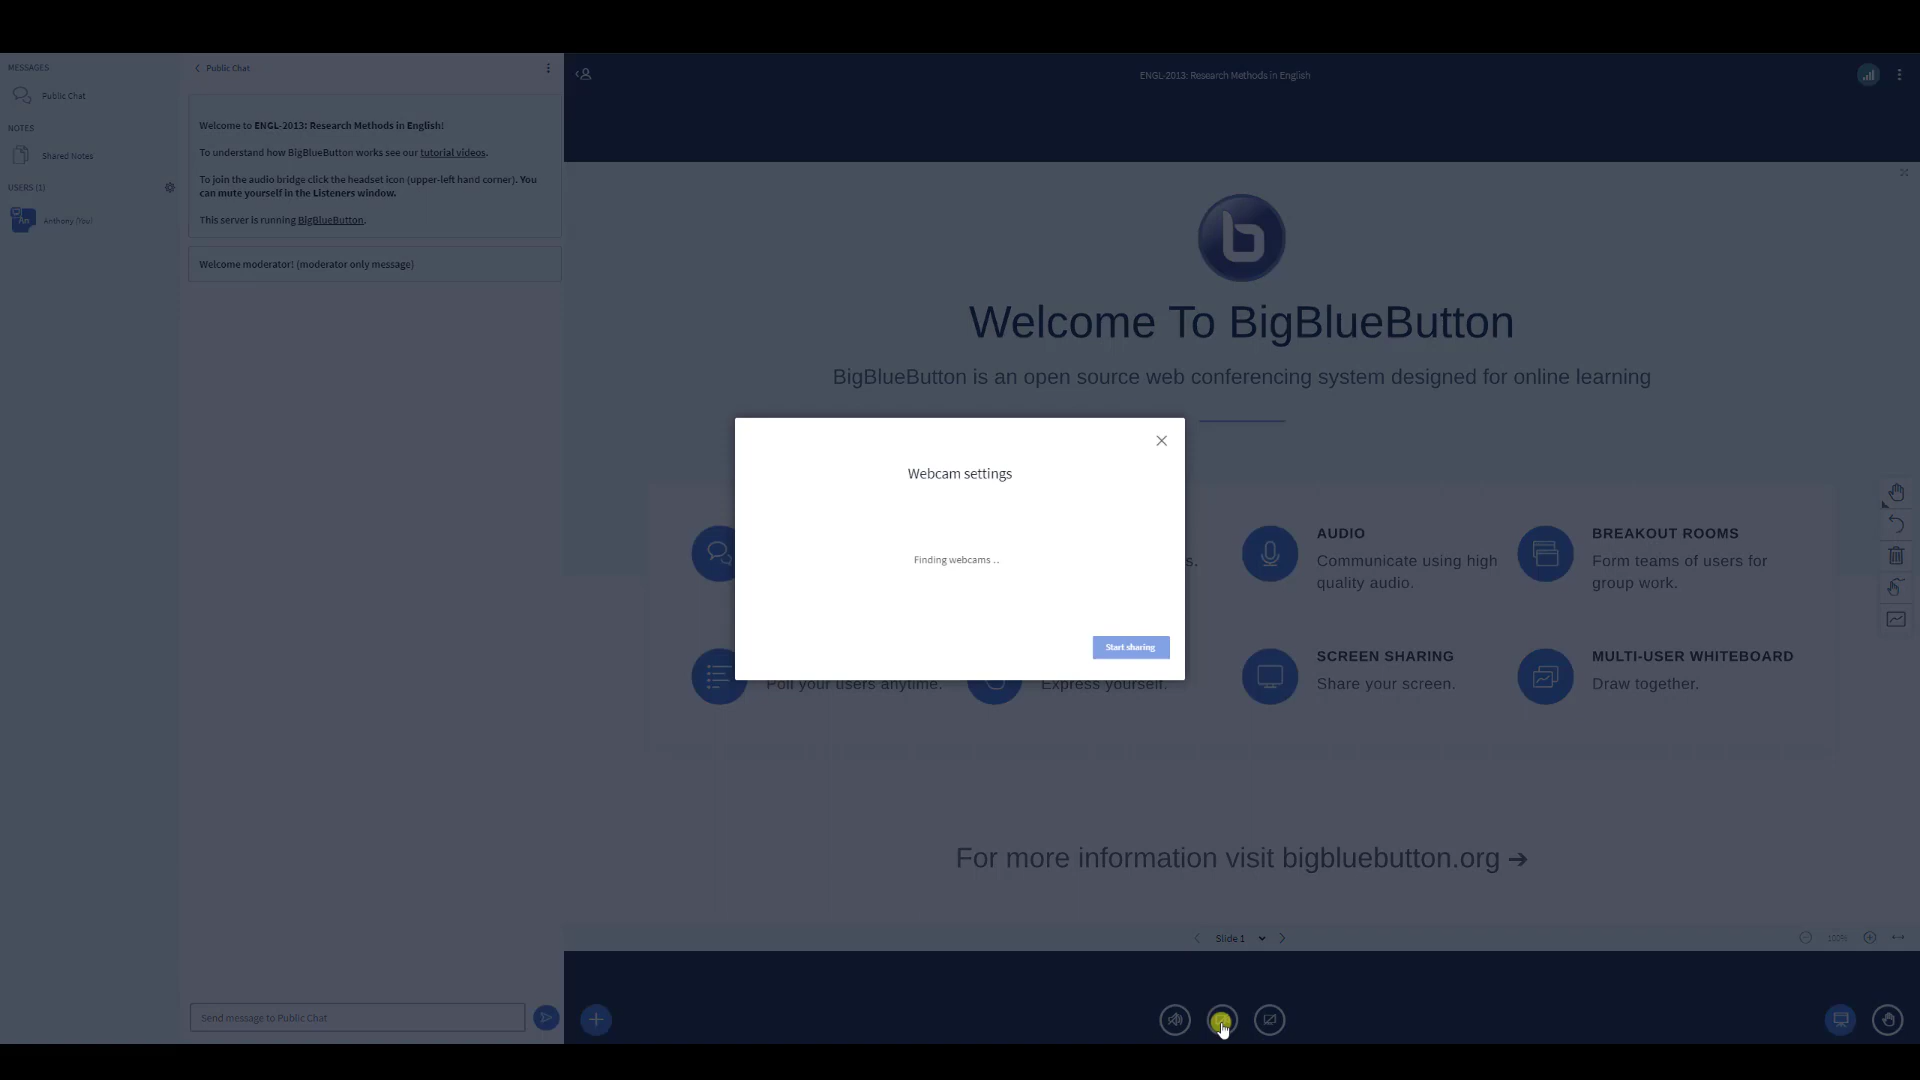 MESSAGES
Public Chat
NOTES
Shared Notes
USERS (1)
An
Anthony (You)
Public Chat
Welcome to ENGL-2013: Research Methods in English!
To understand how BigBlueButton works see our tutorial videos.
To join the audio bridge click the headset icon (upper-left hand corner). You
can mute yourself in the Listeners window.
This server is running BigBlueButton.
Welcome moderator! (moderator only message)
Send message to Public Chat
ENGL-2013: Research Methods in English
Welcome To BigBlueButton
BigBlueButton is an open source web conferencing system designed for online learning
Webcam settings
Finding webcams ..
Start sharing
s.
AUDIO
Communicate using high
quality audio.
BREAKOUT ROOMS
Form teams of users for
group work.
Poll your users anytime.
Express yourself.
SCREEN SHARING
Share your screen.
MULTI-USER WHITEBOARD
Draw together.
For more information visit bigbluebutton.org →
Slide 1
100%